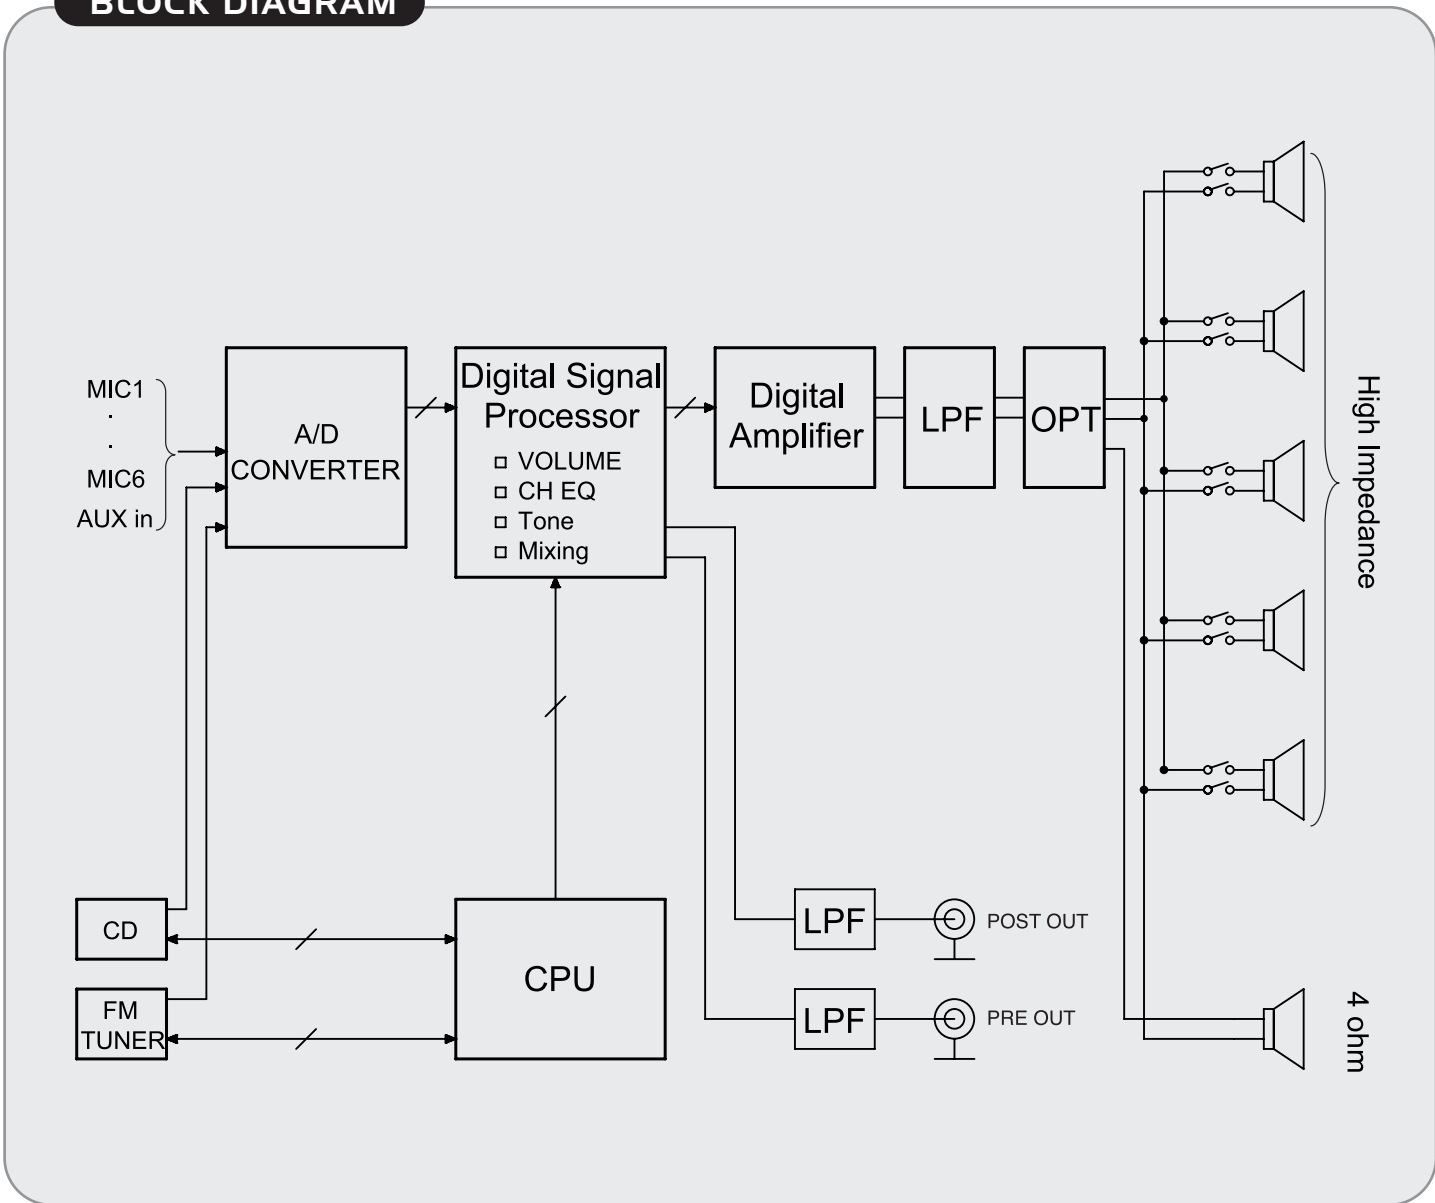 BLOCK DIAGRAM
MIC1
.
.
MIC6
AUX in
A/D
CONVERTER
Digital Signal
Processor
VOLUME
CH EQ
Tone
Mixing
Digital
Amplifier
LPF
OPT
High Impedance
CD
FM
TUNER
CPU
LPF
POST OUT
LPF
PRE OUT
4 ohm